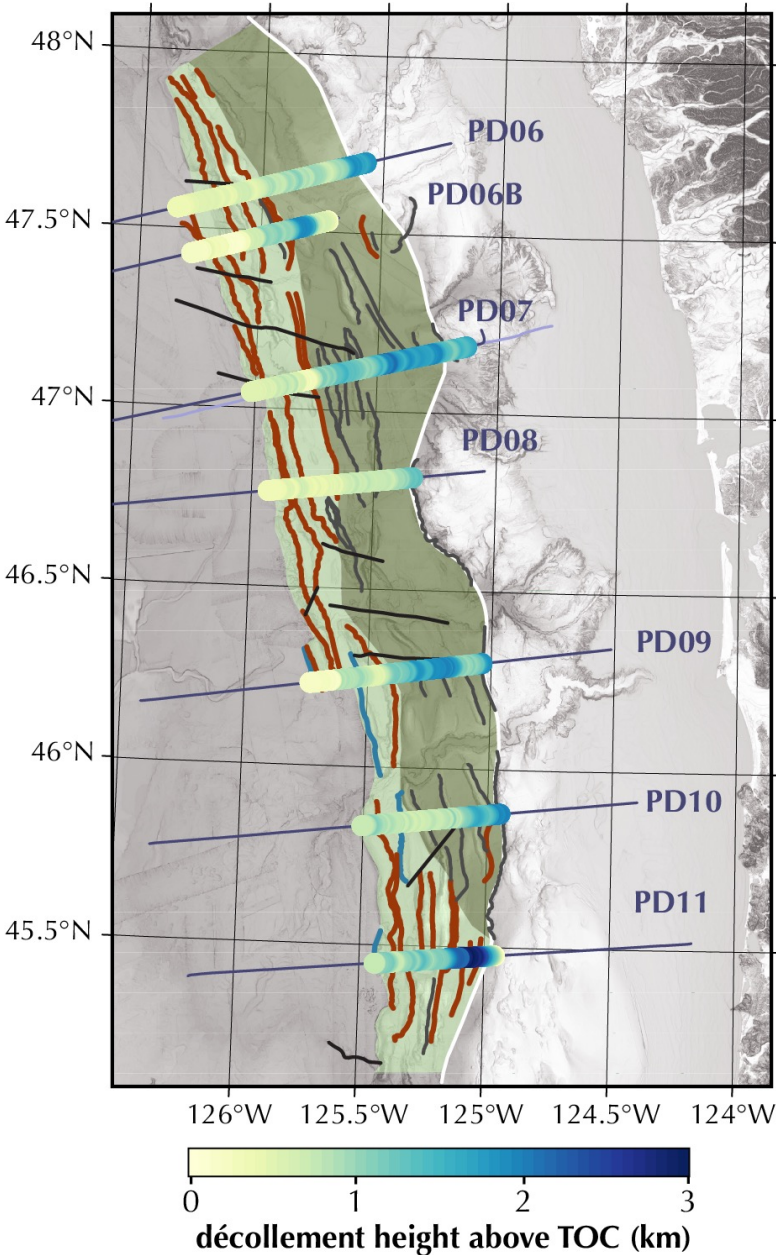 48°N
PD06
PD06B
47.5°N
PD07
47°N
PD08
46.5°N
PD09
46°N
PD10
PD11
45.5°N
126°W 125.5°W 125°W 124.5°W 124°W
0 1 2 3
décollement height above TOC (km)